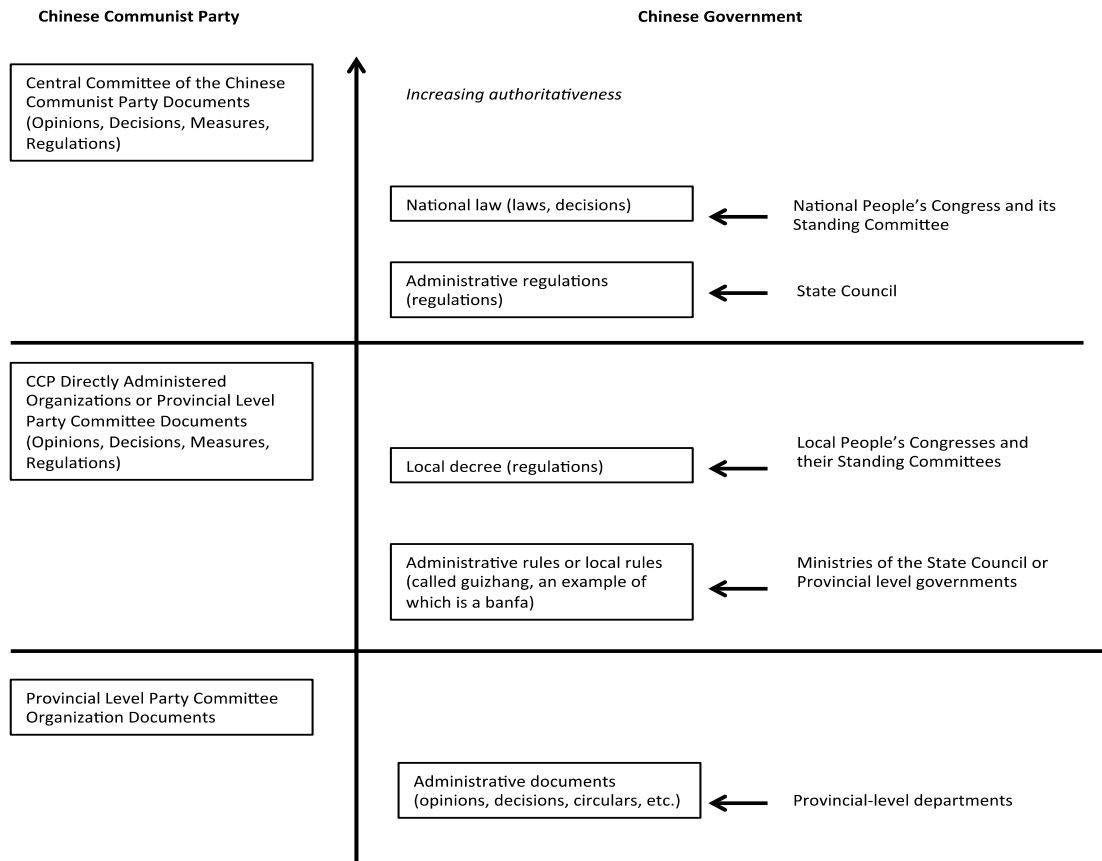 Chinese Communist Party
Chinese Government
Central Committee of the Chinese
Communist Party Documents
(Opinions, Decisions, Measures,
Regulations)
Increasing authoritativeness
National law (laws, decisions)
National People’s Congress and its
Standing Committee
Administrative regulations
(regulations)
State Council
CCP Directly Administered
Organizations or Provincial Level
Party Committee Documents
(Opinions, Decisions, Measures,
Regulations)
Local decree (regulations)
Local People’s Congresses and
their Standing Committees
Administrative rules or local rules
(called guizhang, an example of
which is a banfa)
Ministries of the State Council or
Provincial level governments
Provincial Level Party Committee
Organization Documents
Administrative documents
(opinions, decisions, circulars, etc.)
Provincial-level departments